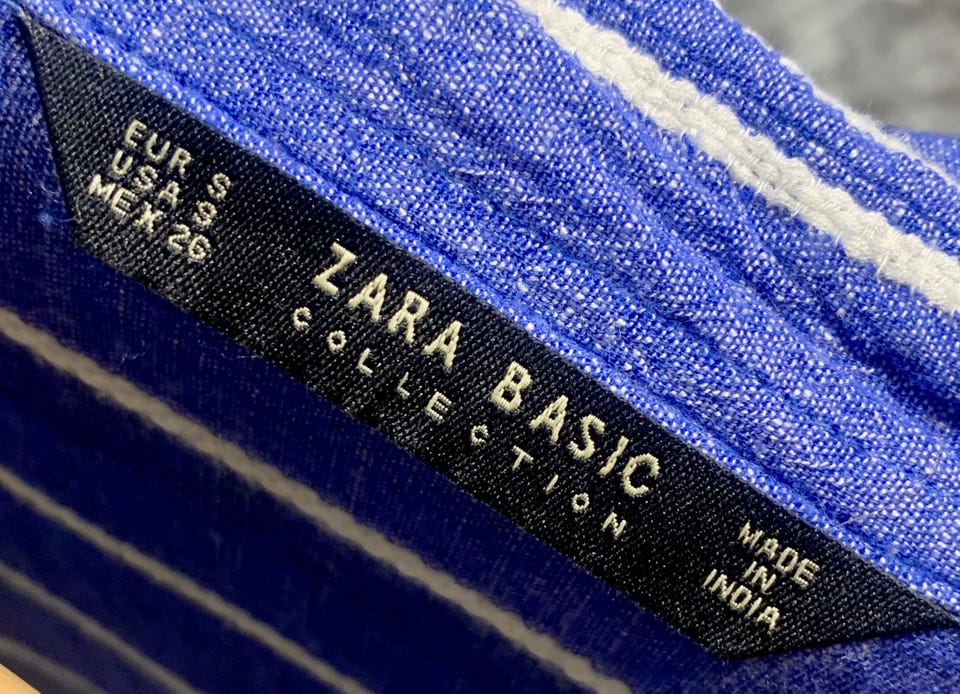 EUR S
USA S
MEX 26
ZARA BASIC
COLLECTION
MADE
IN
INDIA